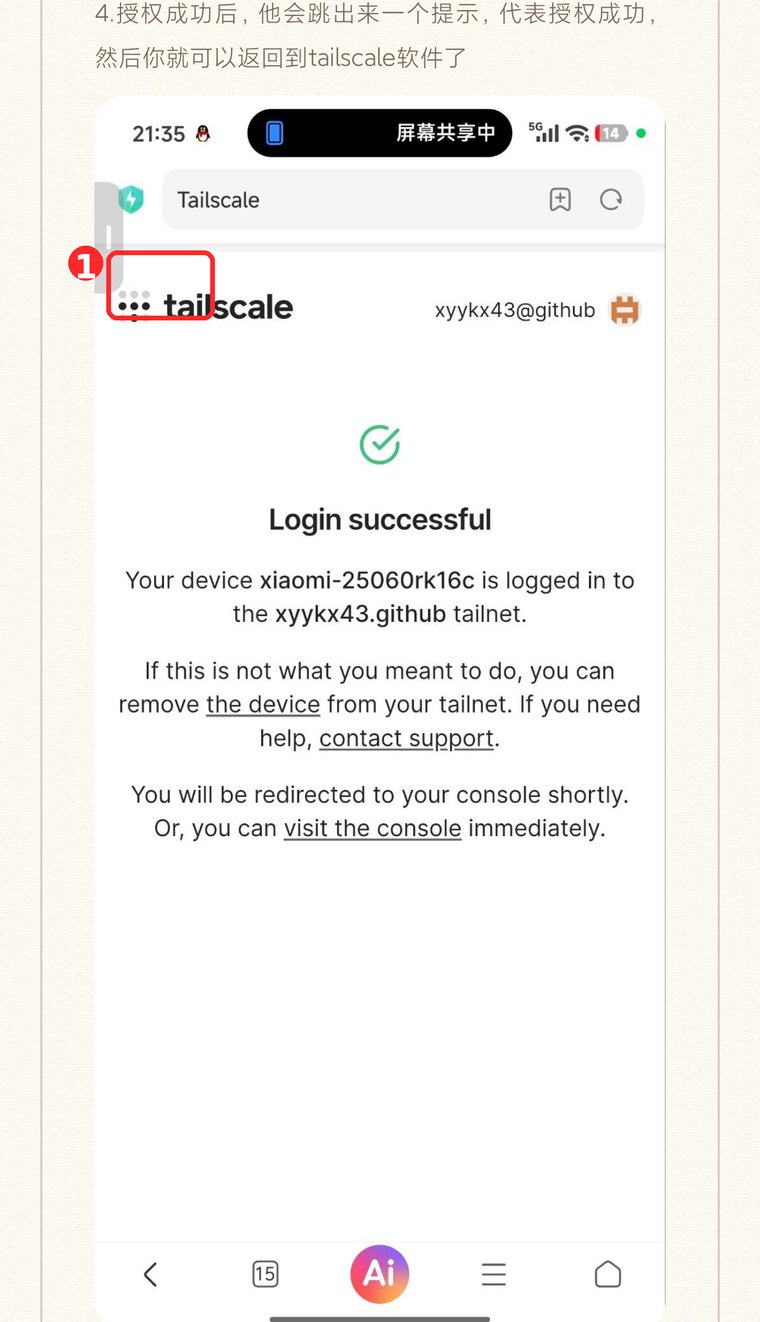 4.授权成功后，他会跳出来一个提示，代表授权成功，
然后你就可以返回到tailscale软件了
21:35
屏幕共享中
5G
14
Tailscale
1
tailscale
xyykx43@github
Login successful
Your device xiaomi-25060rk16c is logged in to
the xyykx43.github tailnet.
If this is not what you meant to do, you can
remove the device from your tailnet. If you need
help, contact support.
You will be redirected to your console shortly.
Or, you can visit the console immediately.
15
Ai